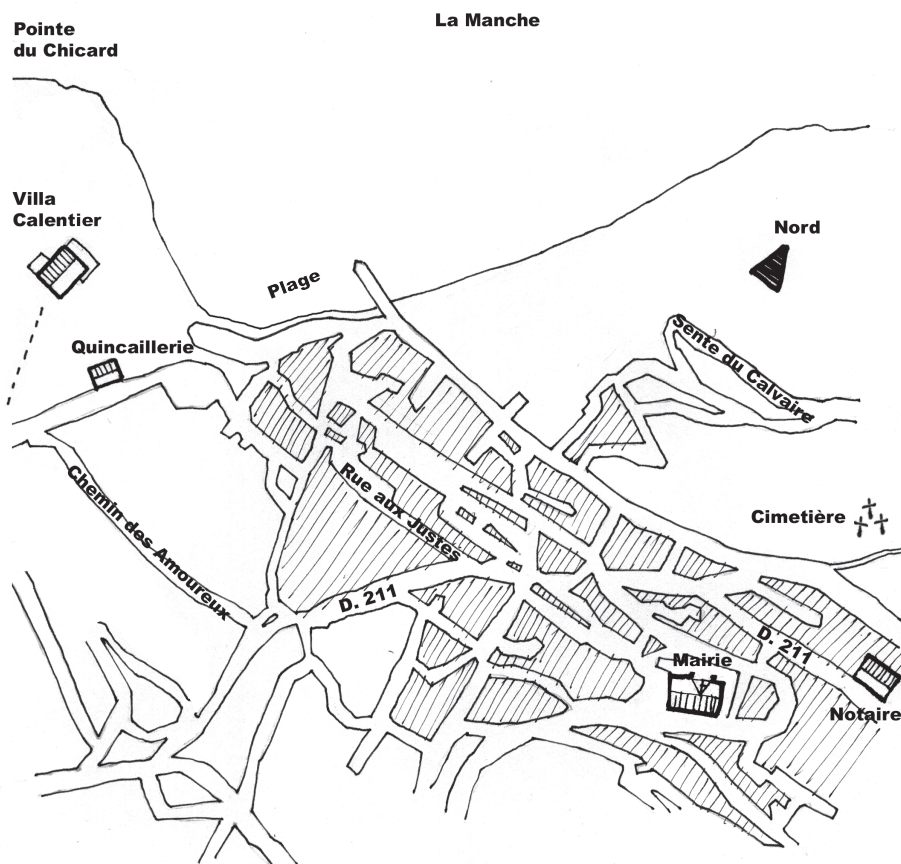 La Manche
Pointe
du Chicard
Villa
Calentier
Nord
Plage
Sente du Calvaire
Quincaillerie
Chemin des Amoureux
Rue aux Justes
Cimetière
D. 211
D. 211
Mairie
Notaire